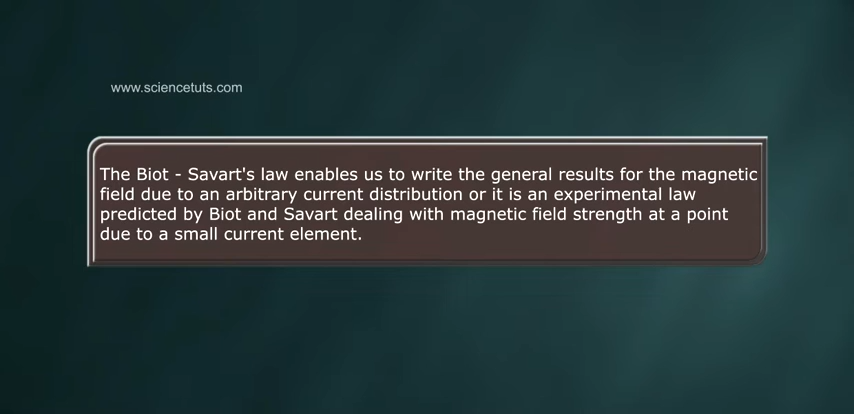 www.sciencetuts.com
The Biot - Savart's law enables us to write the general results for the magnetic
field due to an arbitrary current distribution or it is an experimental law
predicted by Biot and Savart dealing with magnetic field strength at a point
due to a small current element.